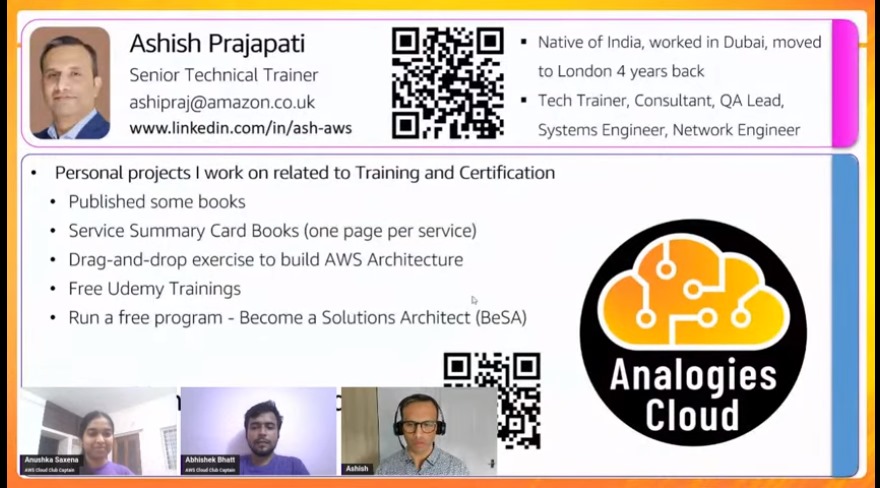 Ashish Prajapati
Senior Technical Trainer
ashipraj@amazon.co.uk
www.linkedin.com/in/ash-aws
▪ Native of India, worked in Dubai, moved
to London 4 years back
▪ Tech Trainer, Consultant, QA Lead,
Systems Engineer, Network Engineer
• Personal projects I work on related to Training and Certification
• Published some books
• Service Summary Card Books (one page per service)
• Drag-and-drop exercise to build AWS Architecture
• Free Udemy Trainings
• Run a free program - Become a Solutions Architect (BeSA)
Analogies
Cloud
Anushka Saxena
AWS Cloud Club Captain
Abhishek Bhatt
AWS Cloud Club Captain
Ashish